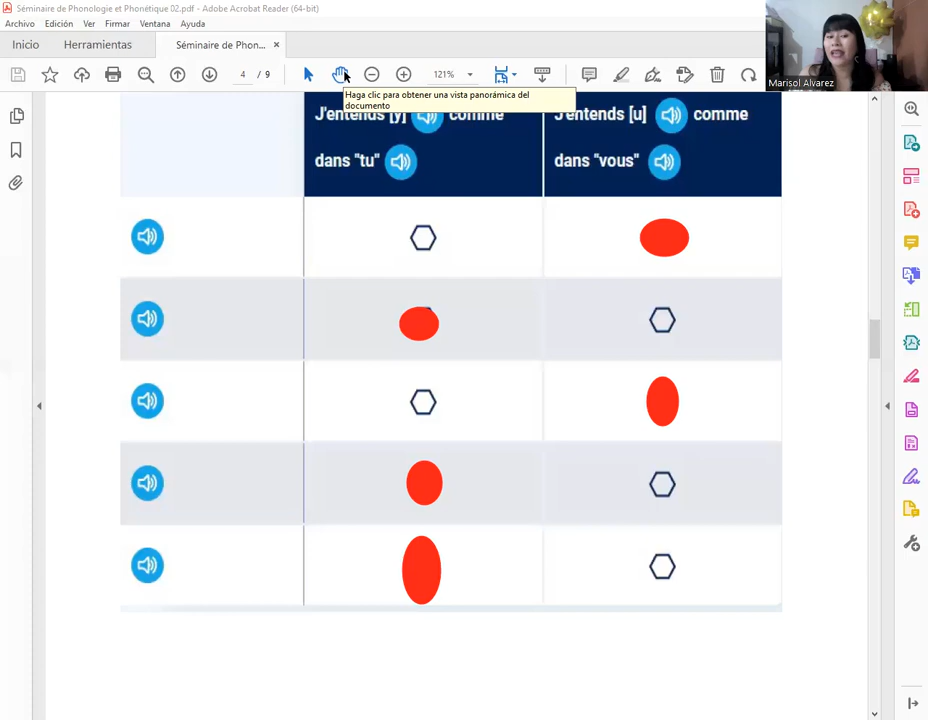 Séminaire de Phonologie et Phonétique 02.pdf - Adobe Acrobat Reader (64-bit)
Archivo Edición Ver Firmar Ventana Ayuda
Inicio Herramientas Séminaire de Phon... ×
4 / 9 121%
Haga clic para obtener una vista panorámica del
documento
Marisol Alvarez
J'entends [y] comme
dans "tu"
J'entends [u] comme
dans "vous"